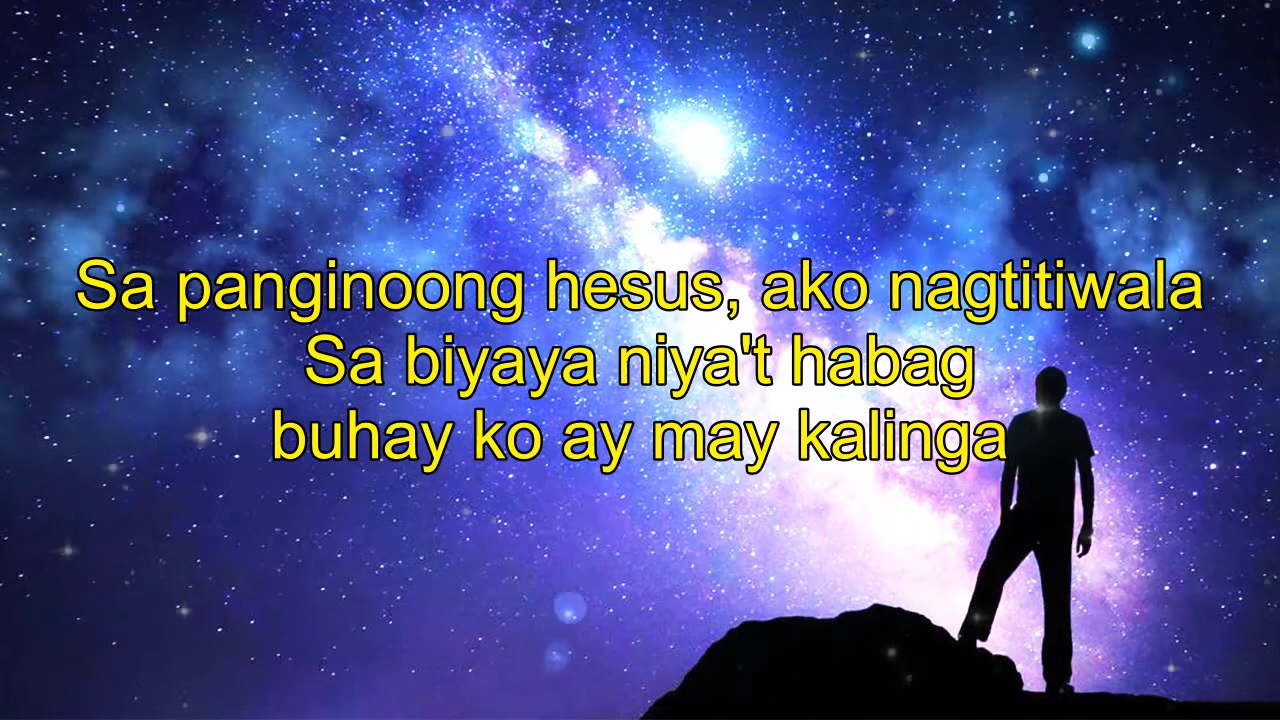 Sa panginoong hesus, ako nagtitiwala
Sa biyaya niya't habag
buhay ko ay may kalinga